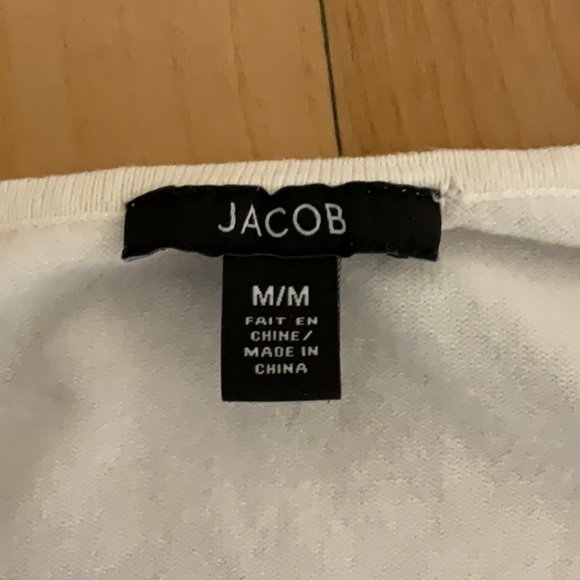 JACOB
M/M
FAIT EN
CHINE/
MADE IN
CHINA